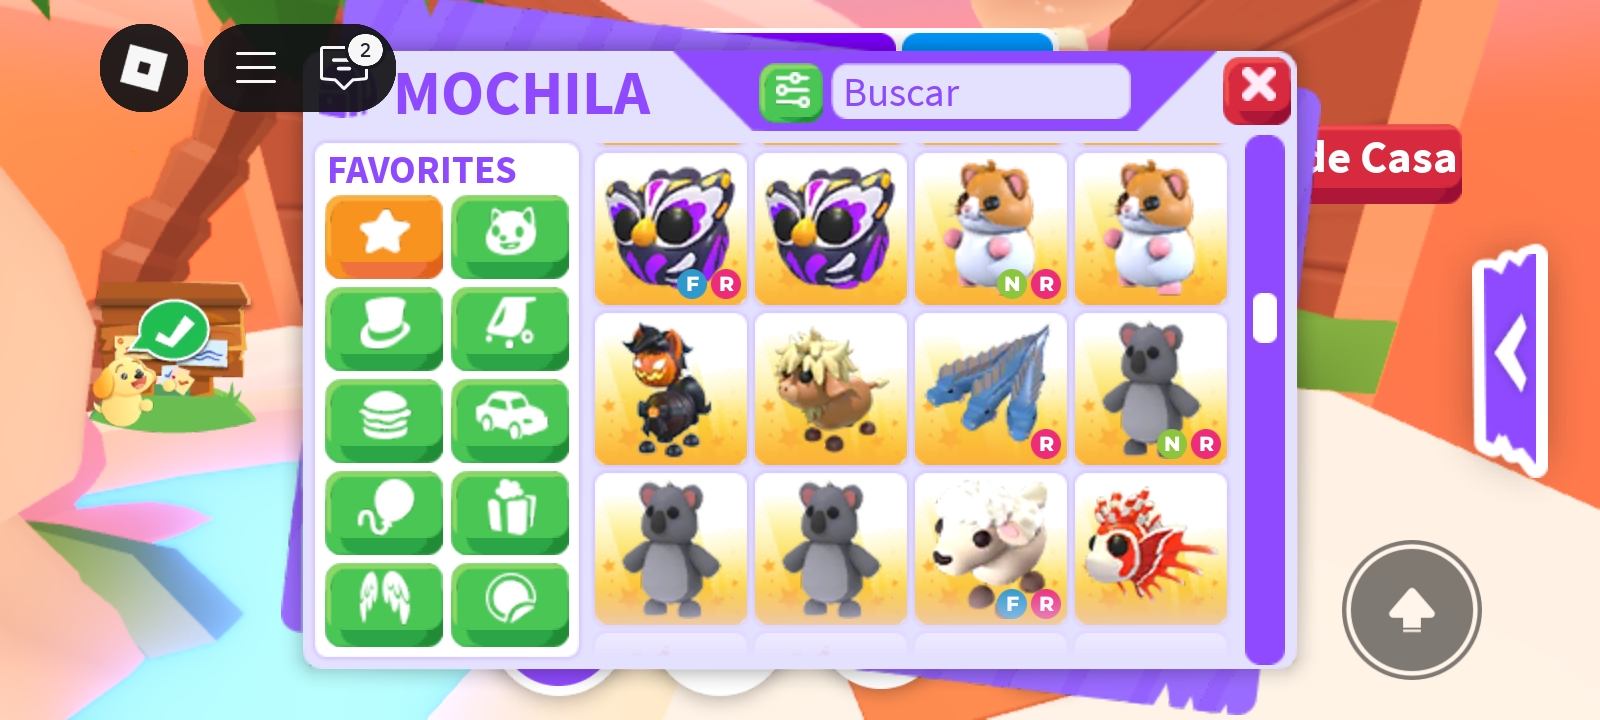 2
MOCHILA
Buscar
de Casa
FAVORITES
F R
N R
R
N R
F R